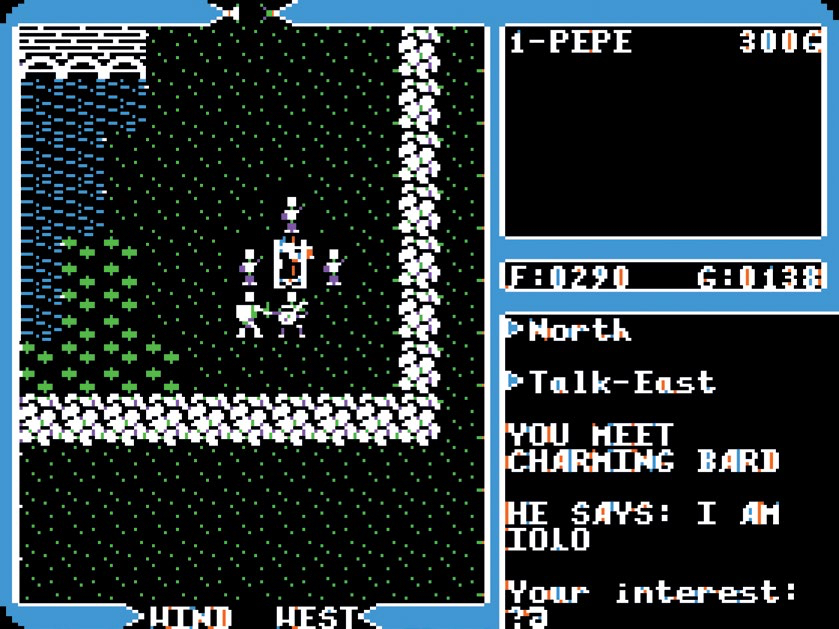 1-PEPE 300G
F:0290 G:0138
North
Talk-East
YOU MEET
CHARMING BARD
HE SAYS: I AM
IOLO
Your interest:
?
WIND WEST